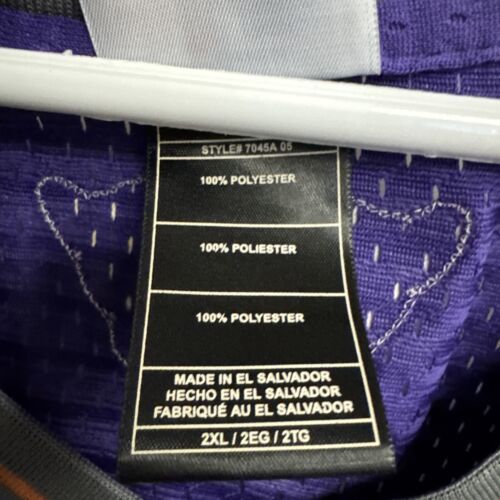 STYLE# 7045A 05
100% POLYESTER
100% POLIESTER
100% POLYESTER
MADE IN EL SALVADOR
HECHO EN EL SALVADOR
FABRIQUÉ AU EL SALVADOR
2XL / 2EG / 2TG